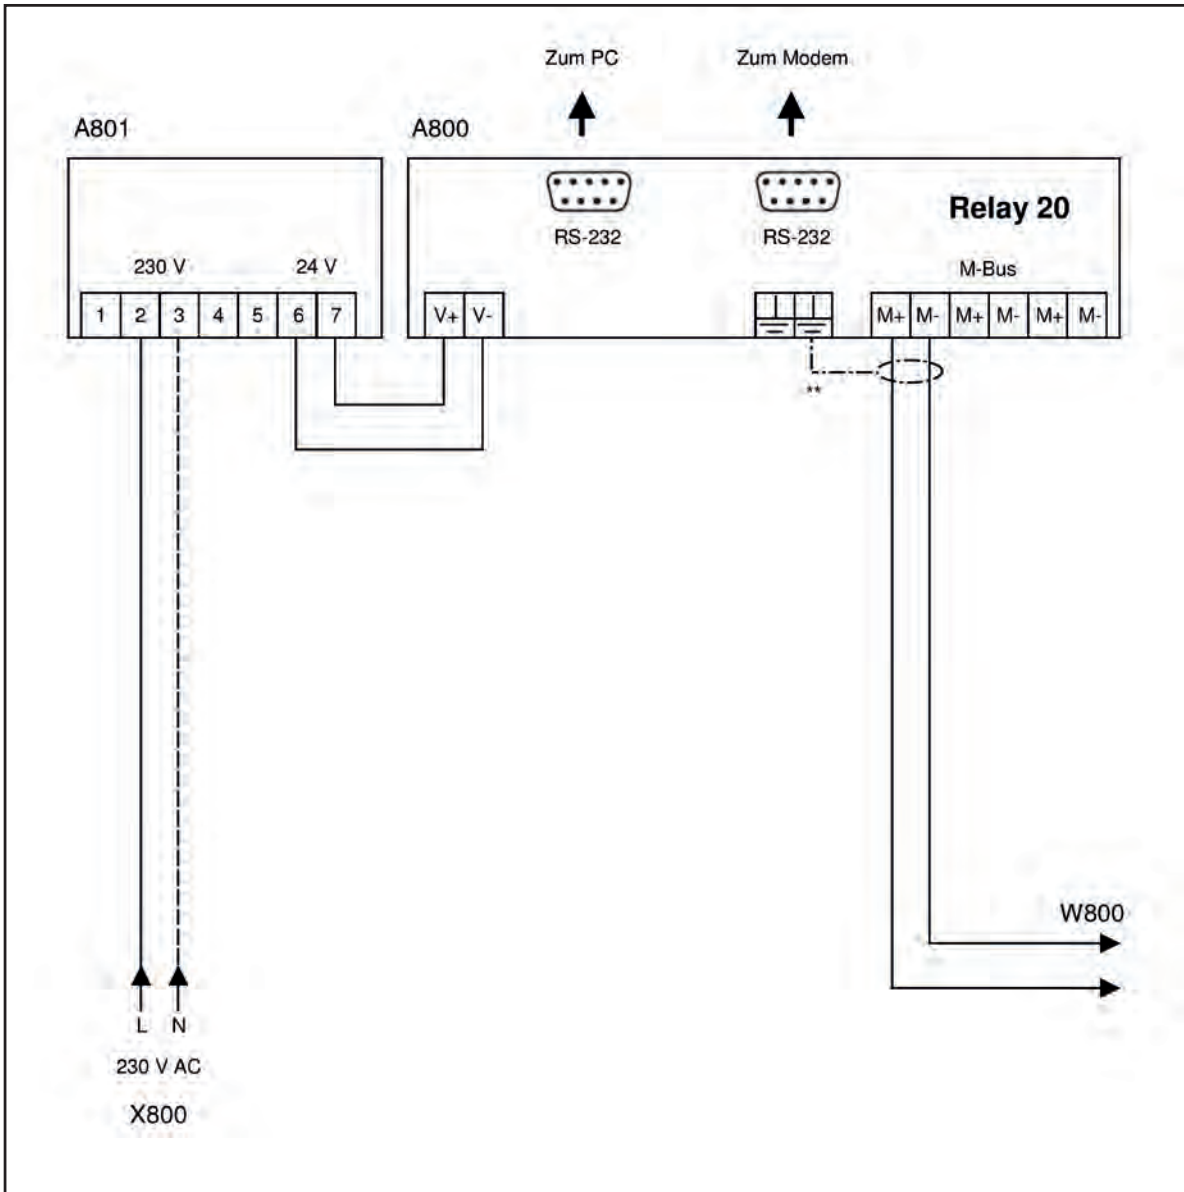 Zum PC Zum Modem
A801 A800
Relay 20
RS-232 RS-232
230 V 24 V M-Bus
1 2 3 4 5 6 7 V+ V- M+ M- M+ M- M+ M-
**
W800
L N
230 V AC
X800